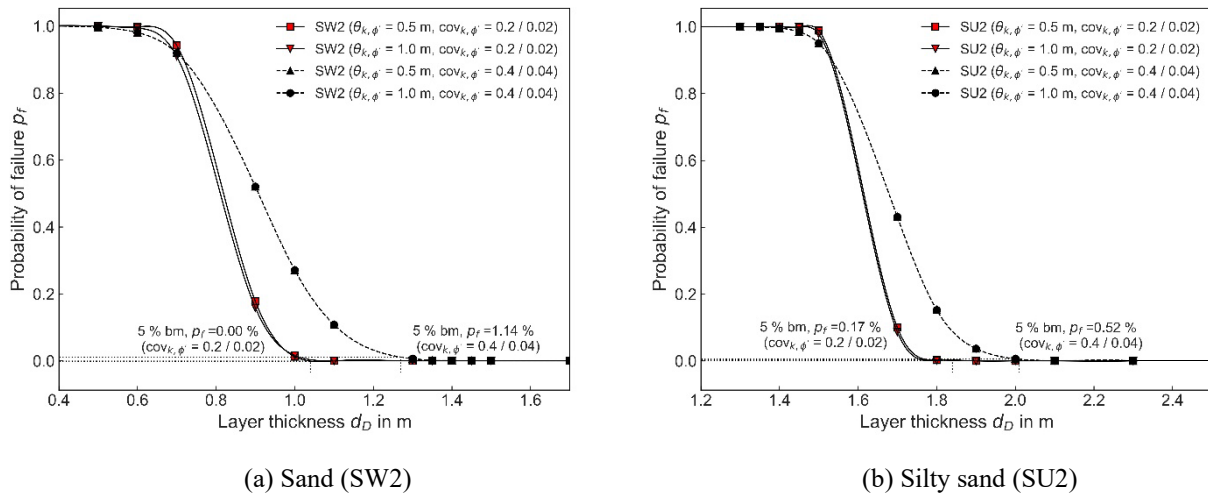 Probability of failure p_f
1.0
0.8
0.6
0.4
0.2
0.0
SW2 (θ_k, ϕ' = 0.5 m, cov_k, ϕ' = 0.2 / 0.02)
SW2 (θ_k, ϕ' = 1.0 m, cov_k, ϕ' = 0.2 / 0.02)
SW2 (θ_k, ϕ' = 0.5 m, cov_k, ϕ' = 0.4 / 0.04)
SW2 (θ_k, ϕ' = 1.0 m, cov_k, ϕ' = 0.4 / 0.04)
5 % bm, p_f =0.00 %
(cov_k, ϕ' = 0.2 / 0.02)
5 % bm, p_f =1.14 %
(cov_k, ϕ' = 0.4 / 0.04)
0.4 0.6 0.8 1.0 1.2 1.4 1.6
Layer thickness d_D in m
(a) Sand (SW2)
Probability of failure p_f
1.0
0.8
0.6
0.4
0.2
0.0
SU2 (θ_k, ϕ' = 0.5 m, cov_k, ϕ' = 0.2 / 0.02)
SU2 (θ_k, ϕ' = 1.0 m, cov_k, ϕ' = 0.2 / 0.02)
SU2 (θ_k, ϕ' = 0.5 m, cov_k, ϕ' = 0.4 / 0.04)
SU2 (θ_k, ϕ' = 1.0 m, cov_k, ϕ' = 0.4 / 0.04)
5 % bm, p_f =0.17 %
(cov_k, ϕ' = 0.2 / 0.02)
5 % bm, p_f =0.52 %
(cov_k, ϕ' = 0.4 / 0.04)
1.2 1.4 1.6 1.8 2.0 2.2 2.4
Layer thickness d_D in m
(b) Silty sand (SU2)